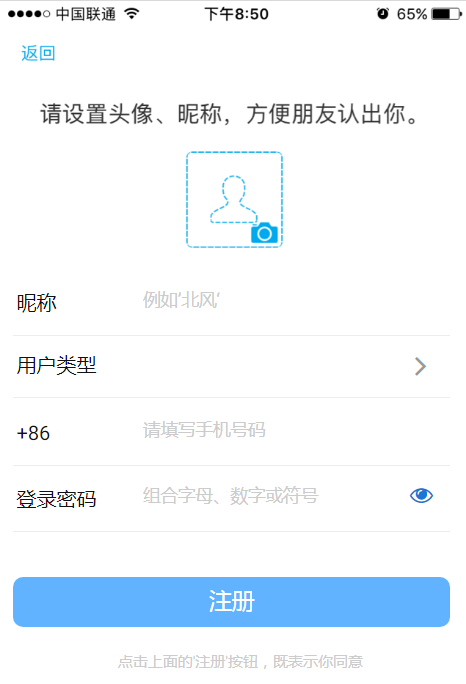 中国联通 下午8:50 65%
返回
请设置头像、昵称，方便朋友认出你。
昵称 例如'北风'
用户类型
+86 请填写手机号码
登录密码 组合字母、数字或符号
注册
点击上面的'注册'按钮，既表示你同意